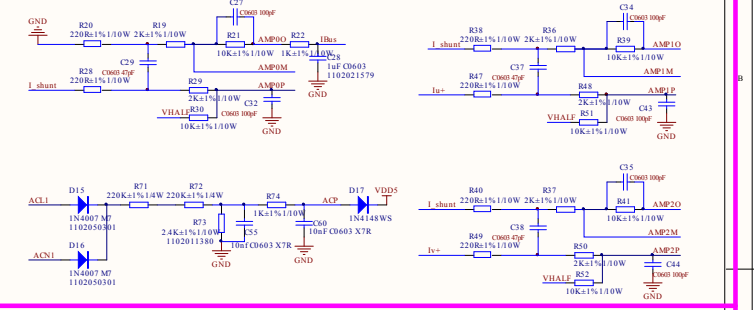 C27
C0603 100pF
GND
R20
R19
R21
AMP0O
R22
IBus
220R±1%1/10W
2K±1%1/10W
10K±1%1/10W
1K±1%1/10W
C28
1uF C0603
1102021579
GND
C29
C0603 47pF
AMP0M
I_shunt
R28
220R±1%1/10W
R29
2K±1%1/10W
AMP0P
C32
C0603 100pF
GND
VHALF
R30
10K±1%1/10W
C34
C0603 100pF
I_shunt
R38
220R±1%1/10W
R36
2K±1%1/10W
R39
10K±1%1/10W
AMP1O
AMP1M
C37
C0603 47pF
Iu+
R47
220R±1%1/10W
R48
2K±1%1/10W
AMP1P
C43
C0603 100pF
GND
VHALF
R51
10K±1%1/10W
B
ACL1
D15
1N4007 M7
1102050301
R71
220K±1%1/4W
R72
220K±1%1/4W
R73
2.4K±1%1/10W
1102011380
GND
C55
10nf C0603 X7R
R74
1K±1%1/10W
ACP
C60
10nF C0603 X7R
GND
D17
1N4148WS
VDD5
ACN1
D16
1N4007 M7
1102050301
C35
C0603 100pF
I_shunt
R40
220R±1%1/10W
R37
2K±1%1/10W
R41
10K±1%1/10W
AMP2O
AMP2M
C38
C0603 47pF
Iv+
R49
220R±1%1/10W
R50
2K±1%1/10W
AMP2P
C44
C0603 100pF
GND
VHALF
R52
10K±1%1/10W